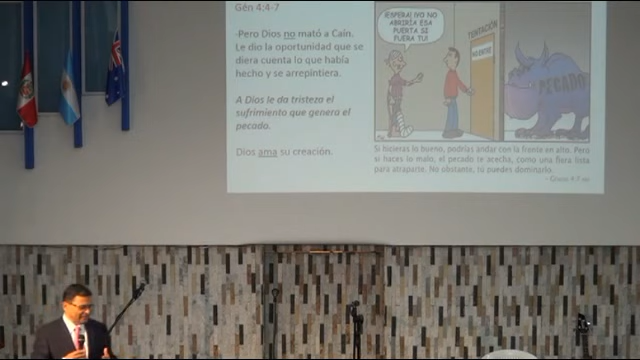 Gén 4:4-7
-Pero Dios no mató a Caín.
Le dio la oportunidad que se
diera cuenta lo que había
hecho y se arrepintiera.
A Dios le da tristeza el
sufrimiento que genera el
pecado.
Dios ama su creación.
¡ESPERA! ¡YO NO
ABRIRÍA ESA
PUERTA SI
FUERA TU!
TENTACIÓN
PECADO
Si hicieras lo bueno, podrías andar con la frente en alto. Pero
si haces lo malo, el pecado te acecha, como una fiera lista
para atraparte. No obstante, tú puedes dominarlo.